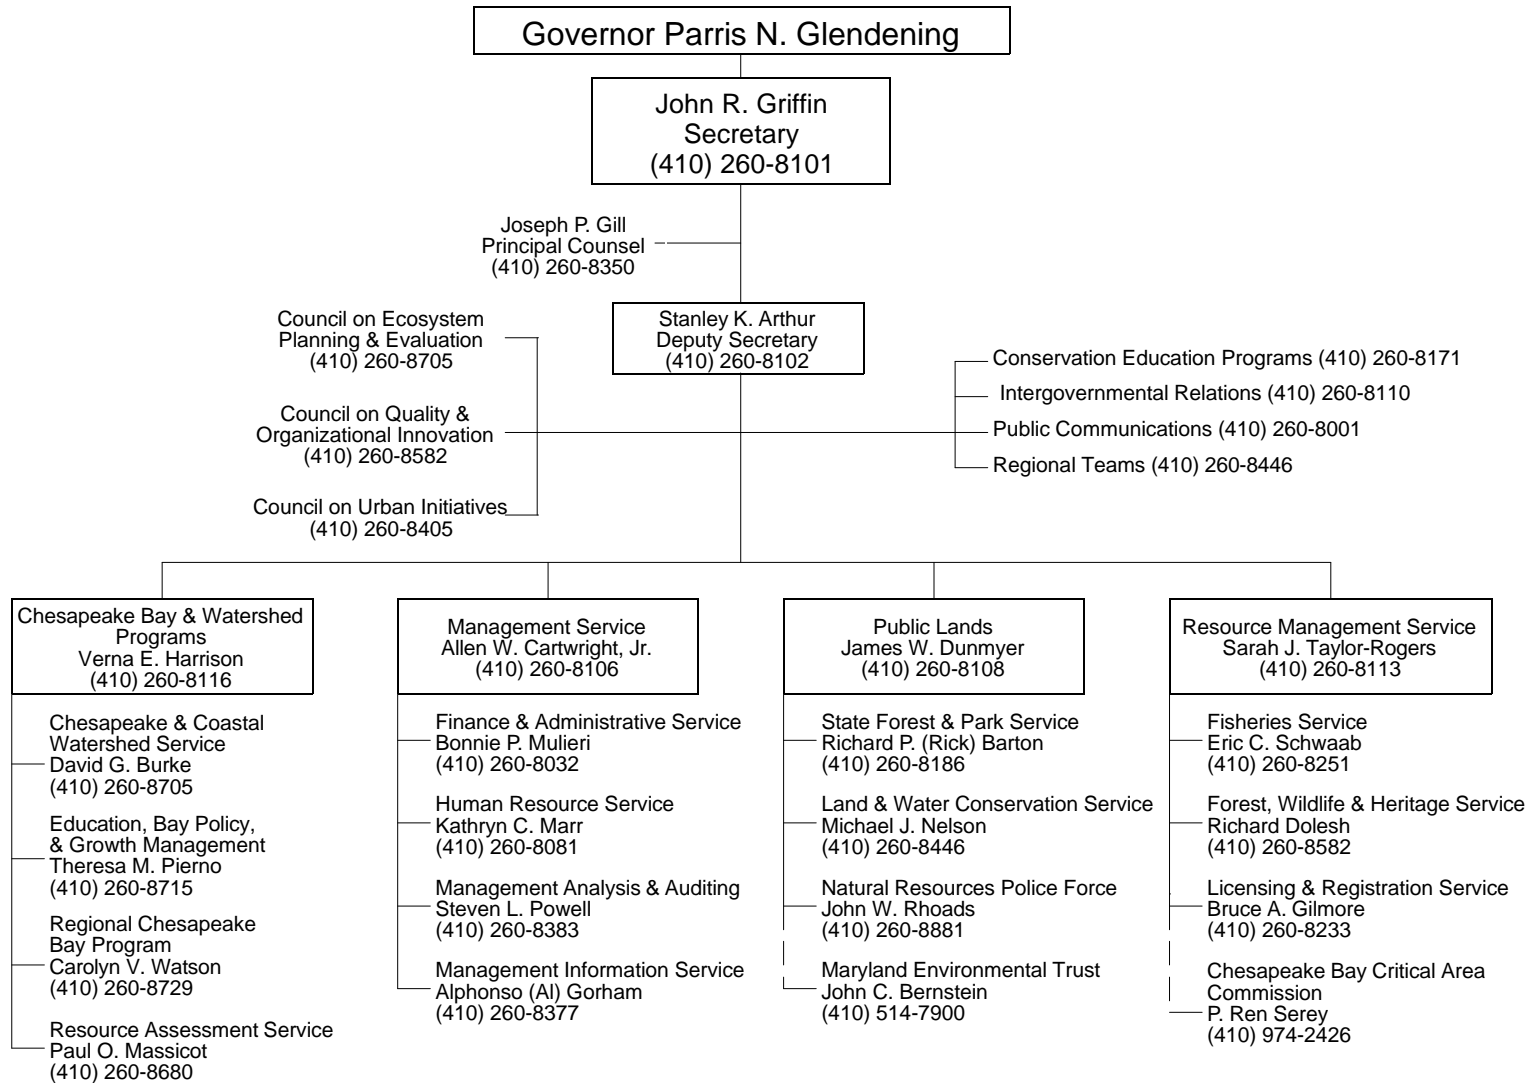 Governor Parris N. Glendening
John R. Griffin
Secretary
(410) 260-8101
Joseph P. Gill
Principal Counsel
(410) 260-8350
Stanley K. Arthur
Deputy Secretary
(410) 260-8102
Council on Ecosystem
Planning & Evaluation
(410) 260-8705
Council on Quality &
Organizational Innovation
(410) 260-8582
Council on Urban Initiatives
(410) 260-8405
Conservation Education Programs (410) 260-8171
Intergovernmental Relations (410) 260-8110
Public Communications (410) 260-8001
Regional Teams (410) 260-8446
Chesapeake Bay & Watershed
Programs
Verna E. Harrison
(410) 260-8116
Chesapeake & Coastal
Watershed Service
David G. Burke
(410) 260-8705
Education, Bay Policy,
& Growth Management
Theresa M. Pierno
(410) 260-8715
Regional Chesapeake
Bay Program
Carolyn V. Watson
(410) 260-8729
Resource Assessment Service
Paul O. Massicot
(410) 260-8680
Management Service
Allen W. Cartwright, Jr.
(410) 260-8106
Finance & Administrative Service
Bonnie P. Mulieri
(410) 260-8032
Human Resource Service
Kathryn C. Marr
(410) 260-8081
Management Analysis & Auditing
Steven L. Powell
(410) 260-8383
Management Information Service
Alphonso (Al) Gorham
(410) 260-8377
Public Lands
James W. Dunmyer
(410) 260-8108
State Forest & Park Service
Richard P. (Rick) Barton
(410) 260-8186
Land & Water Conservation Service
Michael J. Nelson
(410) 260-8446
Natural Resources Police Force
John W. Rhoads
(410) 260-8881
Maryland Environmental Trust
John C. Bernstein
(410) 514-7900
Resource Management Service
Sarah J. Taylor-Rogers
(410) 260-8113
Fisheries Service
Eric C. Schwaab
(410) 260-8251
Forest, Wildlife & Heritage Service
Richard Dolesh
(410) 260-8582
Licensing & Registration Service
Bruce A. Gilmore
(410) 260-8233
Chesapeake Bay Critical Area
Commission
P. Ren Serey
(410) 974-2426